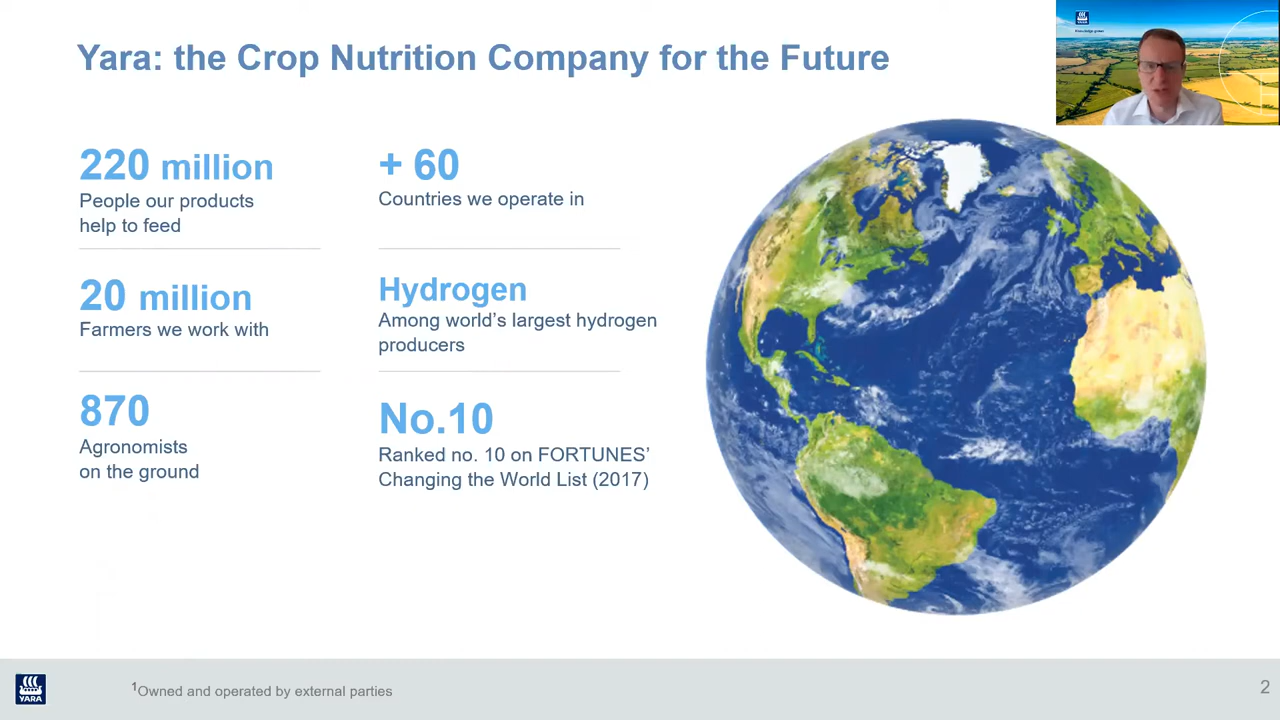 Yara: the Crop Nutrition Company for the Future
220 million
People our products
help to feed
+ 60
Countries we operate in
20 million
Farmers we work with
Hydrogen
Among world’s largest hydrogen
producers
870
Agronomists
on the ground
No.10
Ranked no. 10 on FORTUNES’
Changing the World List (2017)
YARA
¹Owned and operated by external parties
2